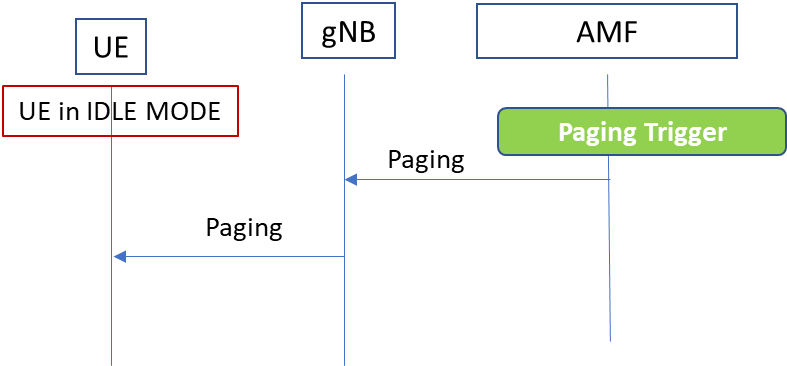 UE
gNB
AMF
UE in IDLE MODE
Paging Trigger
Paging
Paging